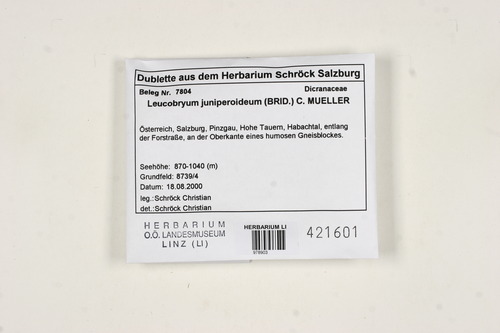 Dublette aus dem Herbarium Schröck Salzburg
Beleg Nr. 7804 Dicranaceae
Leucobryum juniperoideum (BRID.) C. MUELLER
Österreich, Salzburg, Pinzgau, Hohe Tauern, Habachtal, entlang
der Forstraße, an der Oberkante eines humosen Gneisblockes.
Seehöhe: 870-1040 (m)
Grundfeld: 8739/4
Datum: 18.08.2000
leg.:Schröck Christian
det.:Schröck Christian
HERBARIUM
O.Ö. LANDESMUSEUM
LINZ (LI)
HERBARIUM LI
421601